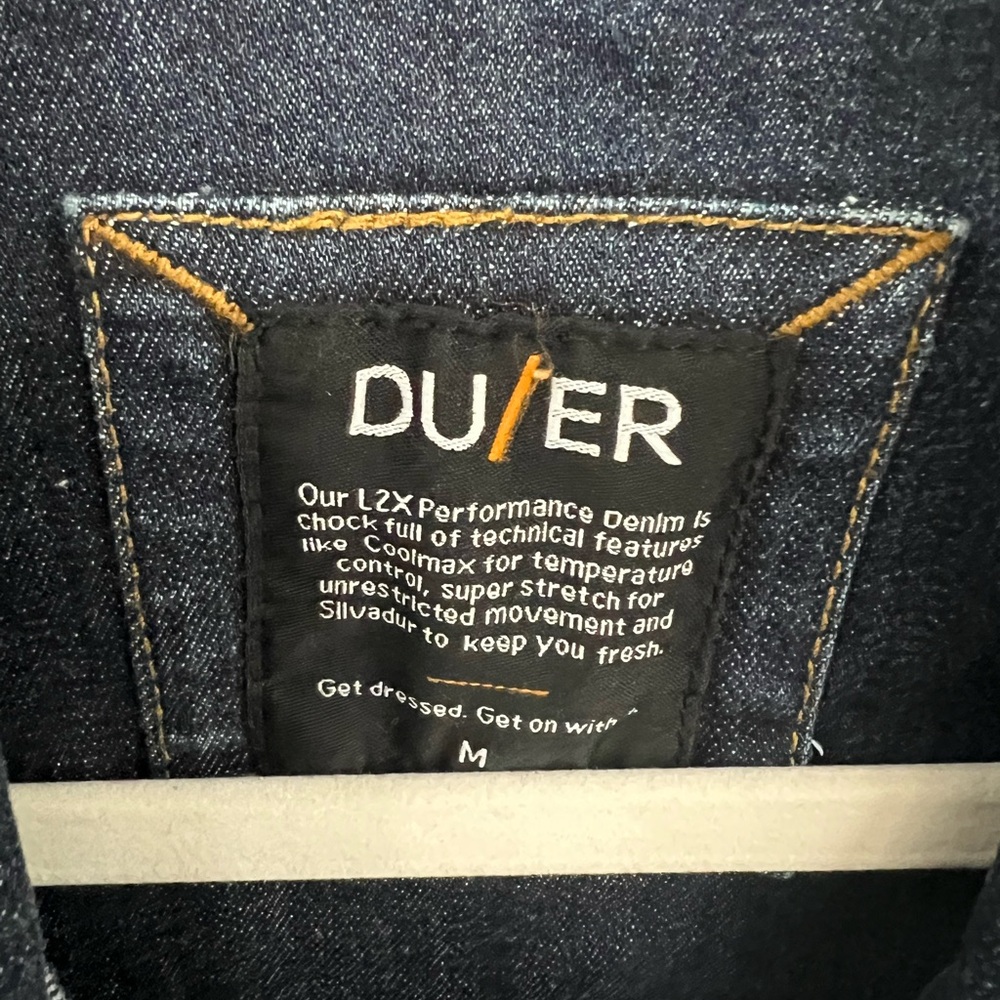 DU/ER
Our L2X Performance Denim is
chock full of technical features
like Coolmax for temperature
control, super stretch for
unrestricted movement and
Silvadur to keep you fresh.
Get dressed. Get on with
M